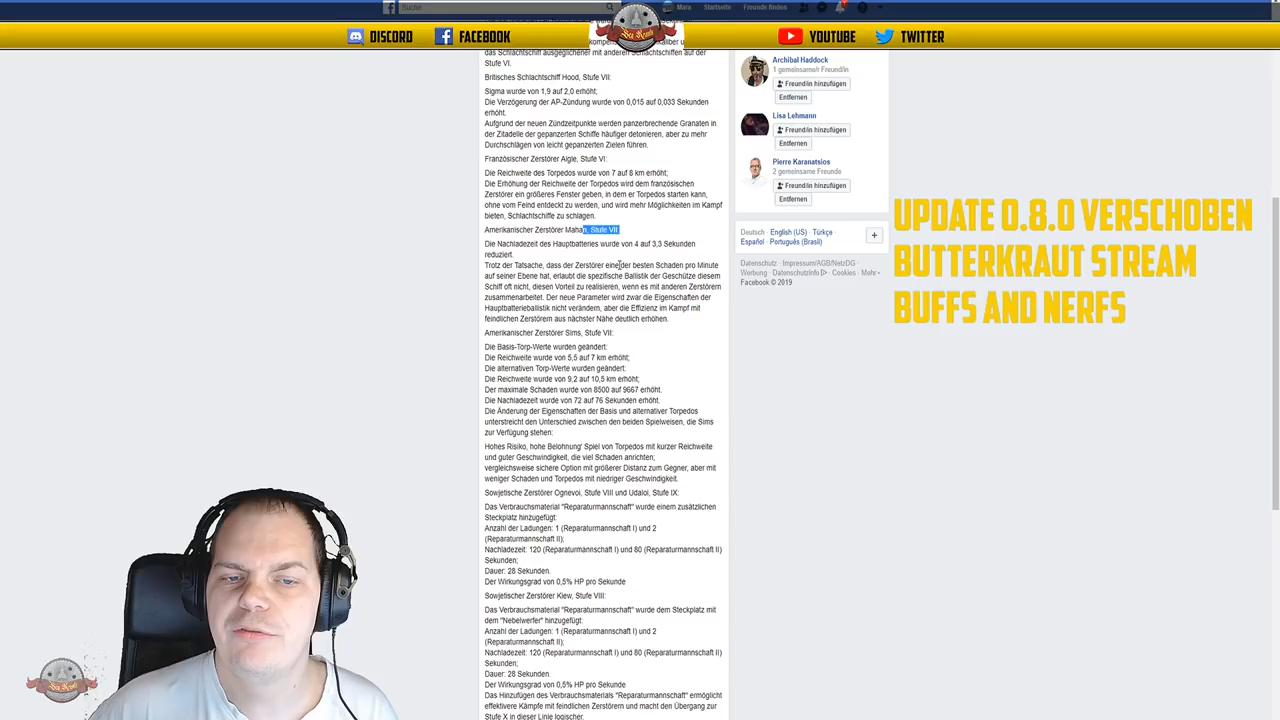 Suche
Mara
Startseite
Freunde finden
DISCORD
FACEBOOK
YOUTUBE
TWITTER
das Schlachtschiff ausgeglichener mit anderen Schlachtschiffen auf der
Stufe VI.
Britisches Schlachtschiff Hood, Stufe VII:
Sigma wurde von 1,9 auf 2,0 erhöht;
Die Verzögerung der AP-Zündung wurde von 0,015 auf 0,033 Sekunden
erhöht.
Aufgrund der neuen Zündzeitpunkte werden panzerbrechende Granaten in
der Zitadelle der gepanzerten Schiffe häufiger detonieren, aber zu mehr
Durchschlägen von leicht gepanzerten Zielen führen.
Französischer Zerstörer Aigle, Stufe VI:
Die Reichweite des Torpedos wurde von 7 auf 8 km erhöht;
Die Erhöhung der Reichweite der Torpedos wird dem französischen
Zerstörer ein größeres Fenster geben, in dem er Torpedos starten kann,
ohne vom Feind entdeckt zu werden, und wird mehr Möglichkeiten im Kampf
bieten, Schlachtschiffe zu schlagen.
Amerikanischer Zerstörer Mahan, Stufe VII
Die Nachladezeit des Hauptbatteries wurde von 4 auf 3,3 Sekunden
reduziert.
Trotz der Tatsache, dass der Zerstörer eine der besten Schaden pro Minute
auf seiner Ebene hat, erlaubt die spezifische Ballistik der Geschütze diesem
Schiff oft nicht, diesen Vorteil zu realisieren, wenn es mit anderen Zerstörern
zusammenarbeitet. Der neue Parameter wird zwar die Eigenschaften der
Hauptbatterieballistik nicht verändern, aber die Effizienz im Kampf mit
feindlichen Zerstörern aus nächster Nähe deutlich erhöhen.
Amerikanischer Zerstörer Sims, Stufe VII:
Die Basis-Torp-Werte wurden geändert:
Die Reichweite wurde von 5,5 auf 7 km erhöht;
Die alternativen Torp-Werte wurden geändert:
Die Reichweite wurde von 9,2 auf 10,5 km erhöht;
Der maximale Schaden wurde von 8500 auf 9667 erhöht.
Die Nachladezeit wurde von 72 auf 76 Sekunden erhöht.
Die Änderung der Eigenschaften der Basis und alternativer Torpedos
unterstreicht den Unterschied zwischen den beiden Spielweisen, die Sims
zur Verfügung stehen:
Hohes Risiko, hohe Belohnung' Spiel von Torpedos mit kurzer Reichweite
und guter Geschwindigkeit, die viel Schaden anrichten;
vergleichsweise sichere Option mit größerer Distanz zum Gegner, aber mit
weniger Schaden und Torpedos mit niedriger Geschwindigkeit.
Sowjetische Zerstörer Ognevoi, Stufe VIII und Udaloi, Stufe IX:
Das Verbrauchsmaterial "Reparaturmannschaft" wurde einem zusätzlichen
Steckplatz hinzugefügt:
Anzahl der Ladungen: 1 (Reparaturmannschaft I) und 2
(Reparaturmannschaft II);
Nachladezeit: 120 (Reparaturmannschaft I) und 80 (Reparaturmannschaft II)
Sekunden;
Dauer: 28 Sekunden.
Der Wirkungsgrad von 0,5% HP pro Sekunde
Sowjetischer Zerstörer Kiew, Stufe VIII:
Das Verbrauchsmaterial "Reparaturmannschaft" wurde dem Steckplatz mit
dem "Nebelwerfer" hinzugefügt:
Anzahl der Ladungen: 1 (Reparaturmannschaft I) und 2
(Reparaturmannschaft II);
Nachladezeit: 120 (Reparaturmannschaft I) und 80 (Reparaturmannschaft II)
Sekunden;
Dauer: 28 Sekunden.
Der Wirkungsgrad von 0,5% HP pro Sekunde
Das Hinzufügen des Verbrauchsmaterials "Reparaturmannschaft" ermöglicht
effektivere Kämpfe mit feindlichen Zerstörern und macht den Übergang zur
Stufe X in dieser Linie logischer.
Archibal Haddock
1 gemeinsame/r Freund/in
Freund/in hinzufügen
Entfernen
Lisa Lehmann
Freund/in hinzufügen
Entfernen
Pierre Karanatsios
2 gemeinsame Freunde
Freund/in hinzufügen
Entfernen
Deutsch · English (US) · Türkçe ·
Español · Português (Brasil)
Datenschutz · Impressum/AGB/NetzDG ·
Werbung · Datenschutzinfo · Cookies · Mehr
Facebook © 2019
UPDATE 0.8.0 VERSCHOBEN
BUTTERKRAUT STREAM
BUFFS AND NERFS